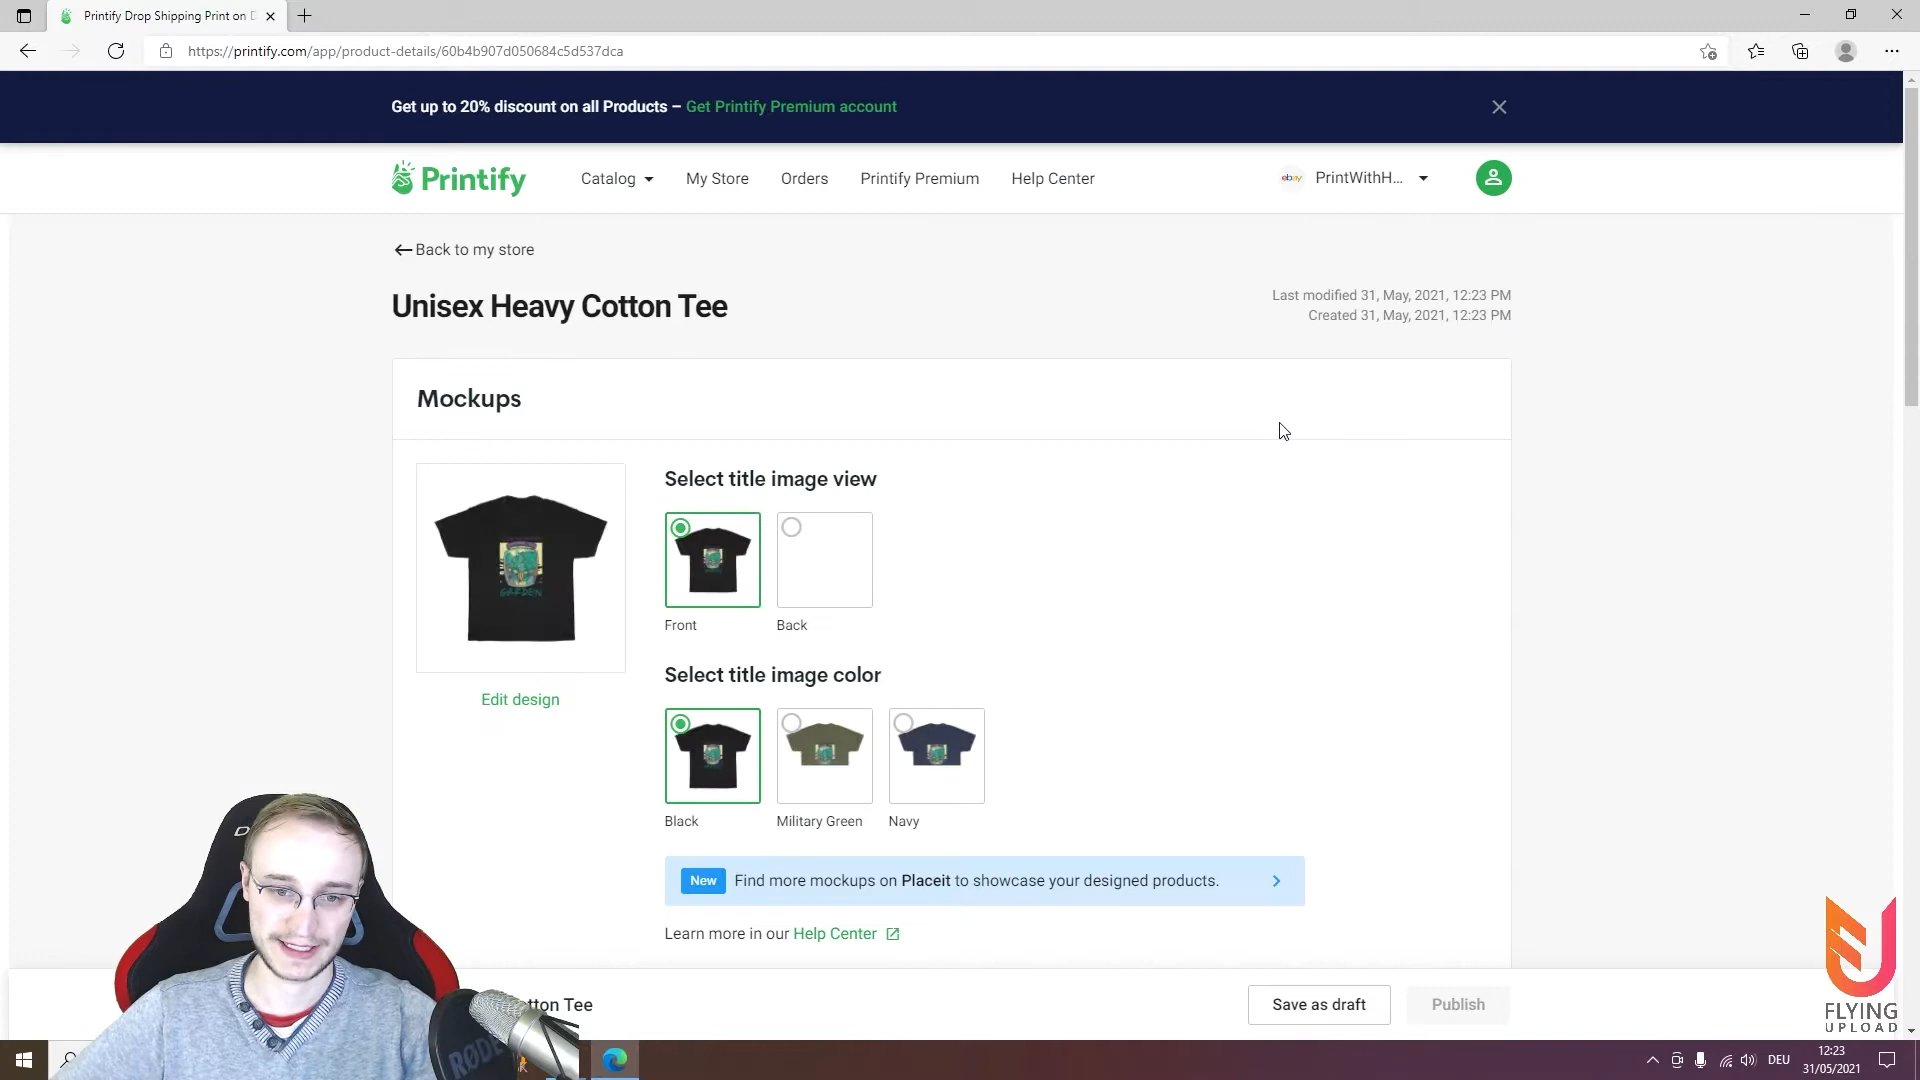 Printify Drop Shipping Print on D
https://printify.com/app/product-details/60b4b907d050684c5d537dca
Get up to 20% discount on all Products – Get Printify Premium account
Printify
Catalog
My Store
Orders
Printify Premium
Help Center
ebay
PrintWithH...
Back to my store
Unisex Heavy Cotton Tee
Last modified 31, May, 2021, 12:23 PM
Created 31, May, 2021, 12:23 PM
Mockups
Select title image view
GARDEN
Front
Back
Edit design
Select title image color
Black
Military Green
Navy
New Find more mockups on Placeit to showcase your designed products.
Learn more in our Help Center
tton Tee
Save as draft
Publish
FLYING
UPLOAD
RØDE
DEU
12:23
31/05/2021